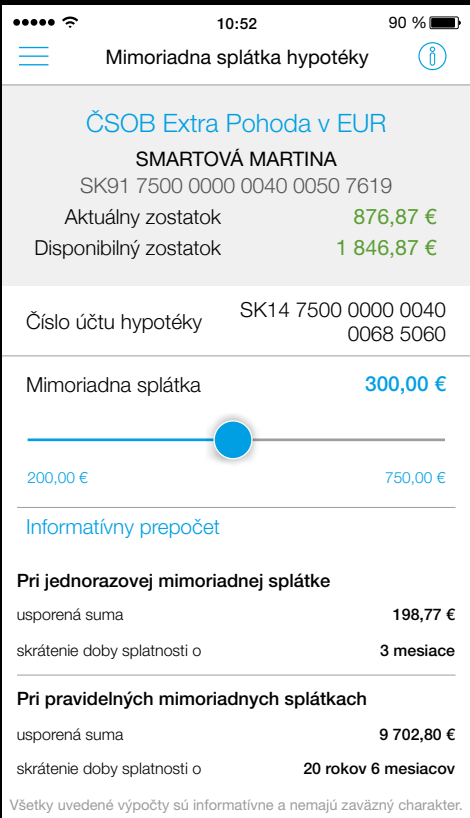 10:52 90 %
Mimoriadna splátka hypotéky
ČSOB Extra Pohoda v EUR
SMARTOVÁ MARTINA
SK91 7500 0000 0040 0050 7619
Aktuálny zostatok 876,87 €
Disponibilný zostatok 1 846,87 €
Číslo účtu hypotéky SK14 7500 0000 0040
0068 5060
Mimoriadna splátka 300,00 €
200,00 € 750,00 €
Informatívny prepočet
Pri jednorazovej mimoriadnej splátke
usporená suma 198,77 €
skrátenie doby splatnosti o 3 mesiace
Pri pravidelných mimoriadnych splátkach
usporená suma 9 702,80 €
skrátenie doby splatnosti o 20 rokov 6 mesiacov
Všetky uvedené výpočty sú informatívne a nemajú zaväzný charakter.